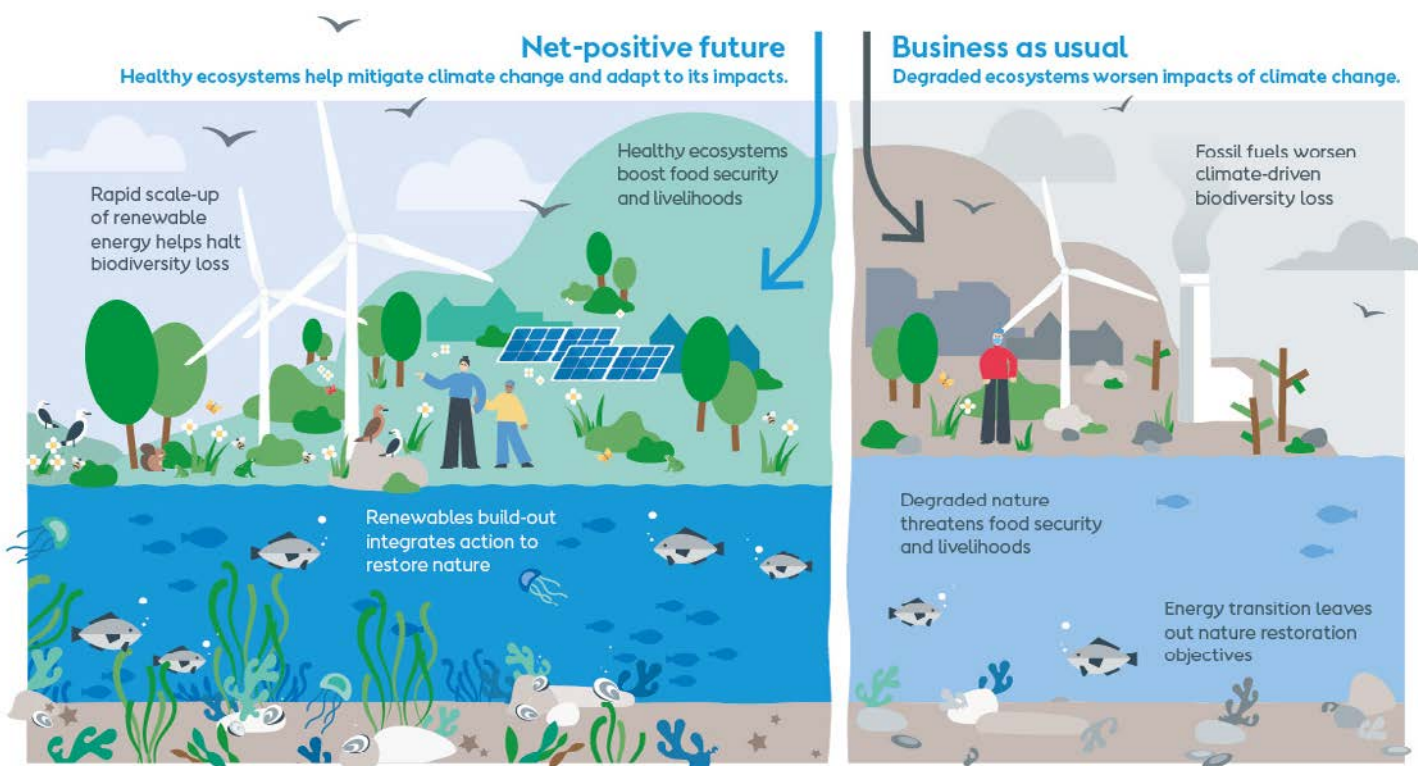 Net-positive future
Healthy ecosystems help mitigate climate change and adapt to its impacts.
Rapid scale-up
of renewable
energy helps halt
biodiversity loss
Healthy ecosystems
boost food security
and livelihoods
Renewables build-out
integrates action to
restore nature
Business as usual
Degraded ecosystems worsen impacts of climate change.
Fossil fuels worsen
climate-driven
biodiversity loss
Degraded nature
threatens food security
and livelihoods
Energy transition leaves
out nature restoration
objectives